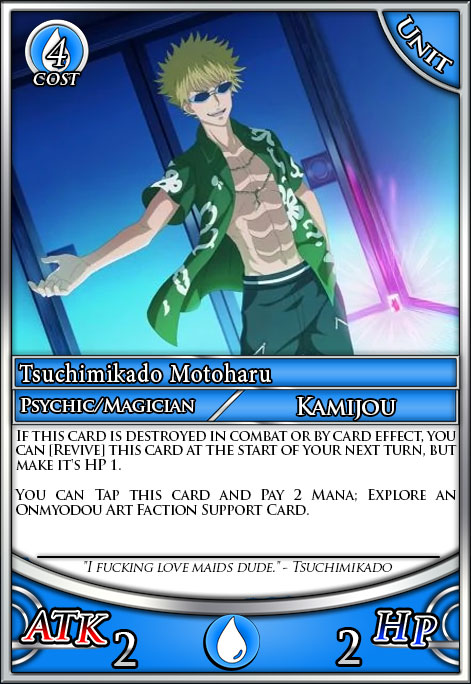 4
COST
UNIT
Tsuchimikado Motoharu
Psychic/Magician
Kamijou
If this card is destroyed in combat or by card effect, you
can [Revive] this card at the start of your next turn, but
make it's HP 1.
You can Tap this card and Pay 2 Mana; Explore an
Onmyodou Art Faction Support Card.
"I fucking love maids dude." - Tsuchimikado
ATK
2
2
HP